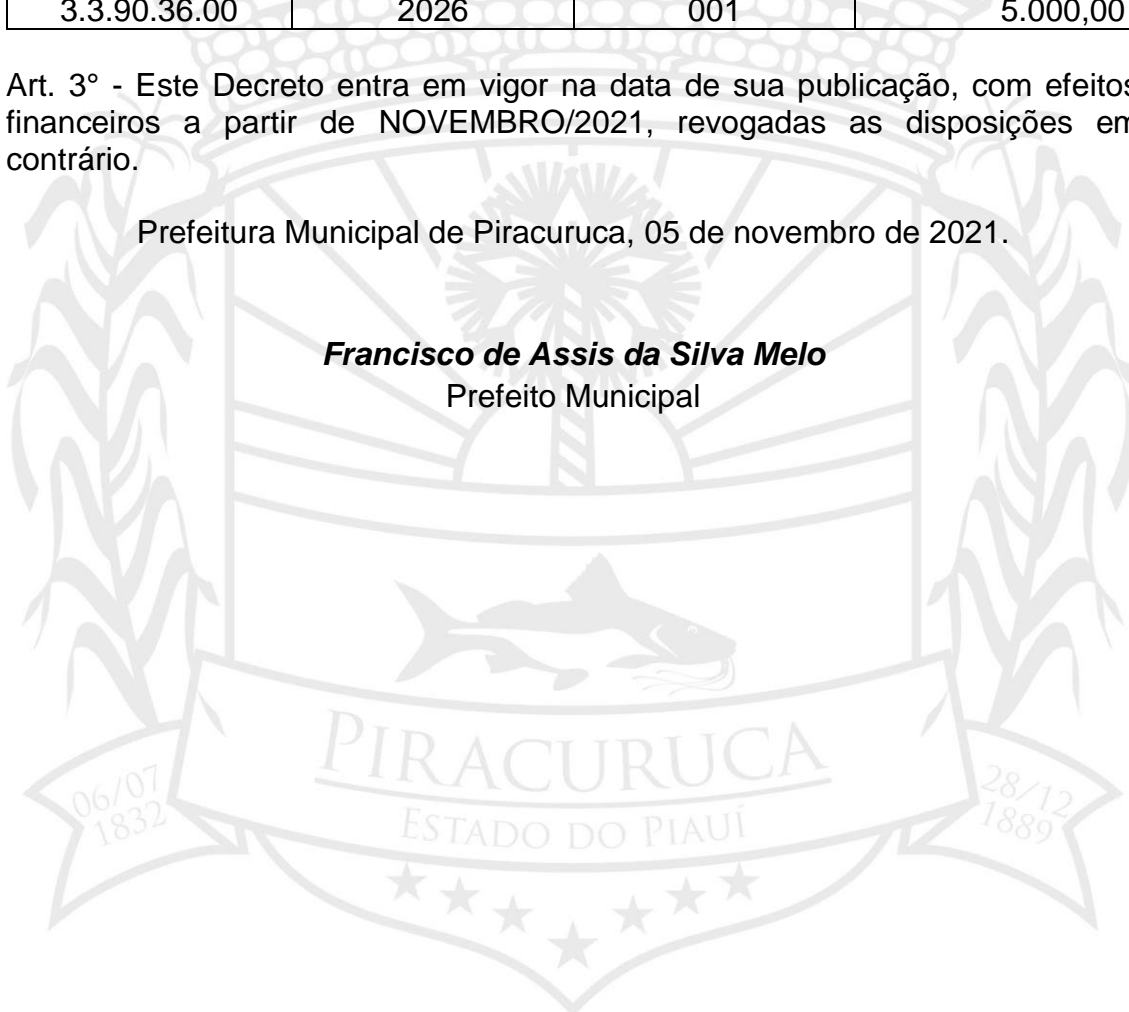 3.3.90.36.00 2026 001 5.000,00
Art. 3° - Este Decreto entra em vigor na data de sua publicação, com efeitos
financeiros a partir de NOVEMBRO/2021, revogadas as disposições em
contrário.
Prefeitura Municipal de Piracuruca, 05 de novembro de 2021.
Francisco de Assis da Silva Melo
Prefeito Municipal
PIRACURUCA
06/07
1832
28/12
1889
ESTADO DO PIAUÍ